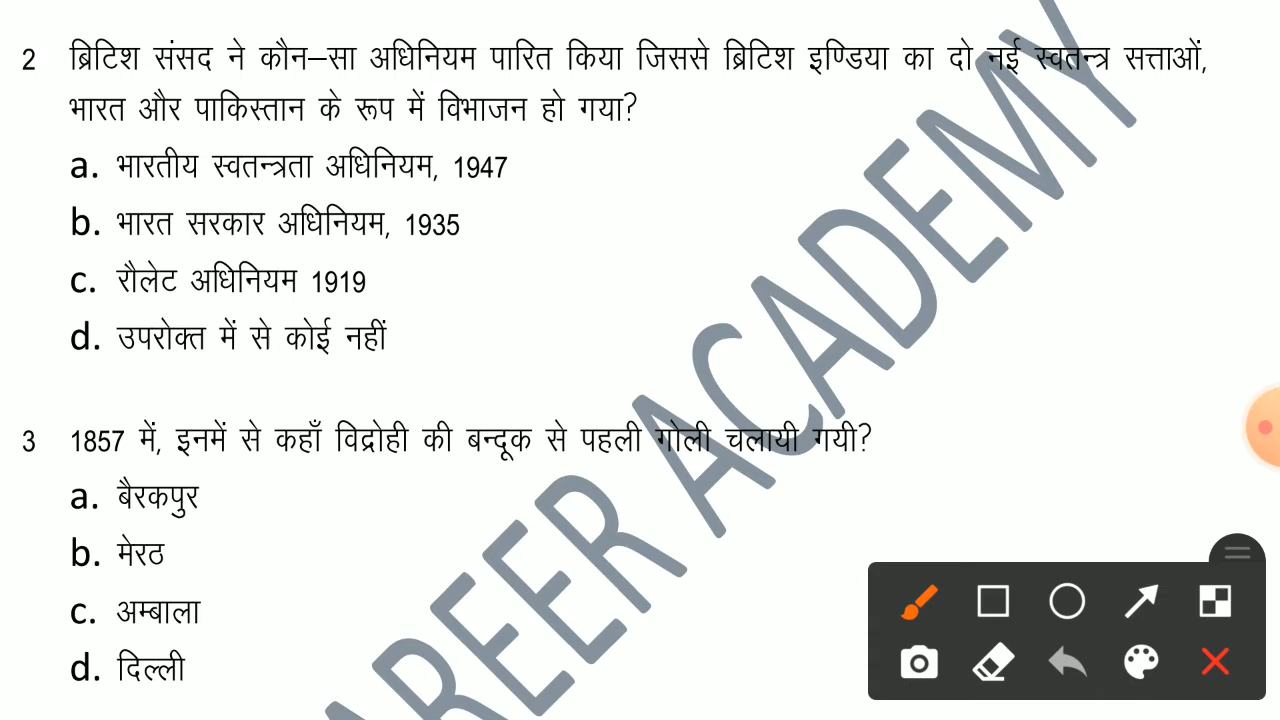 2 ब्रिटिश संसद ने कौन–सा अधिनियम पारित किया जिससे ब्रिटिश इण्डिया का दो नई स्वतन्त्र सत्ताओं,
भारत और पाकिस्तान के रूप में विभाजन हो गया?
a. भारतीय स्वतन्त्रता अधिनियम, 1947
b. भारत सरकार अधिनियम, 1935
c. रौलेट अधिनियम 1919
d. उपरोक्त में से कोई नहीं
3 1857 में, इनमें से कहाँ विद्रोही की बन्दूक से पहली गोली चलायी गयी?
a. बैरकपुर
b. मेरठ
c. अम्बाला
d. दिल्ली
AREER ACADEMY